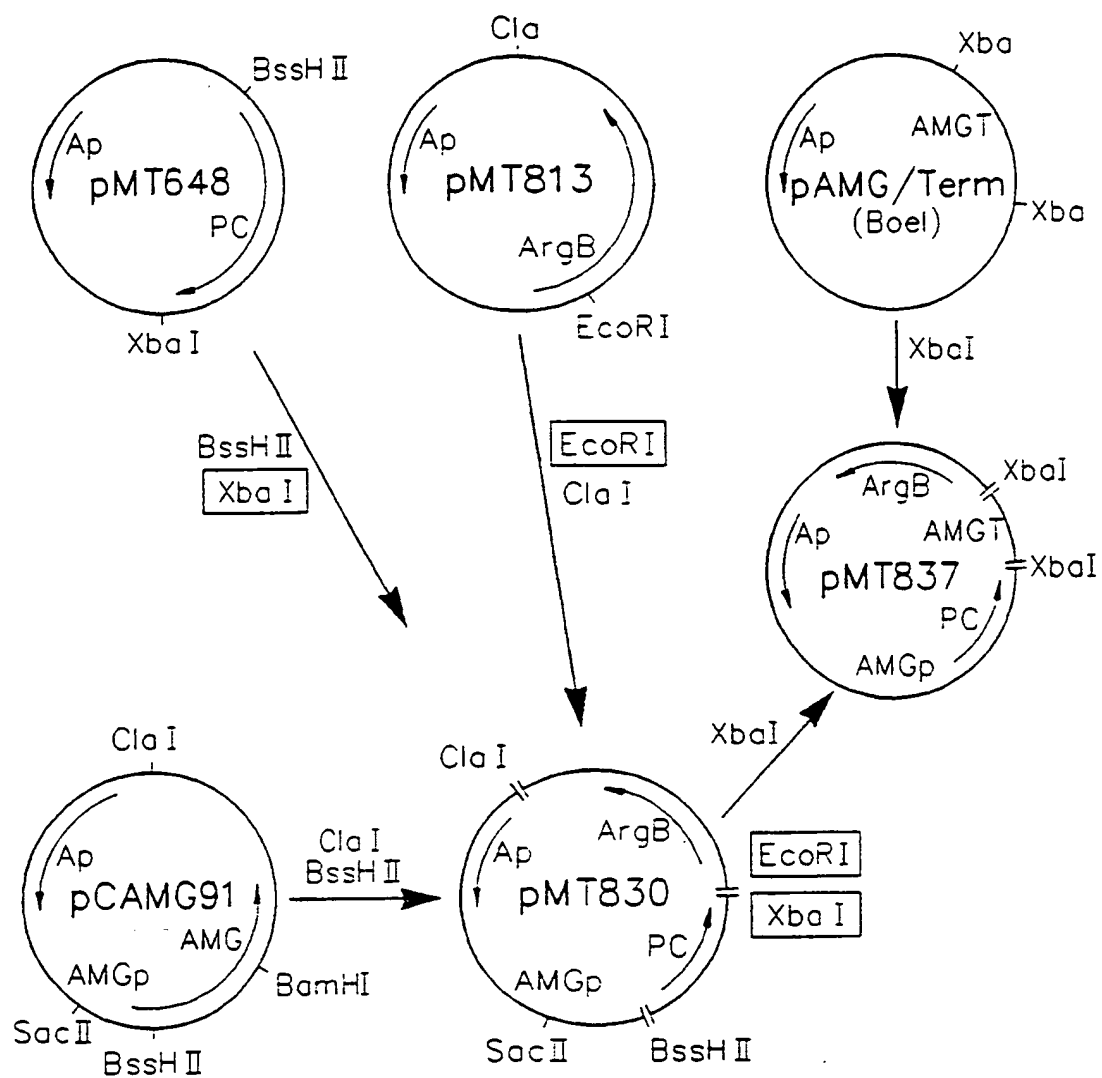 BssH II
Ap
pMT648
PC
Xba I
Cla
Ap
pMT813
ArgB
EcoR I
Xba
Ap
AMGT
pAMG/Term
(Boel)
Xba
BssH II
Xba I
EcoR I
Cla I
XbaI
ArgB
XbaI
Ap
AMGT
XbaI
pMT837
PC
AMGp
XbaI
Cla I
Ap
pCAMG91
AMG
AMGp
BamHI
Sac II
BssH II
Cla I
BssH II
Cla I
ArgB
Ap
pMT830
EcoR I
Xba I
PC
AMGp
Sac II
BssH II